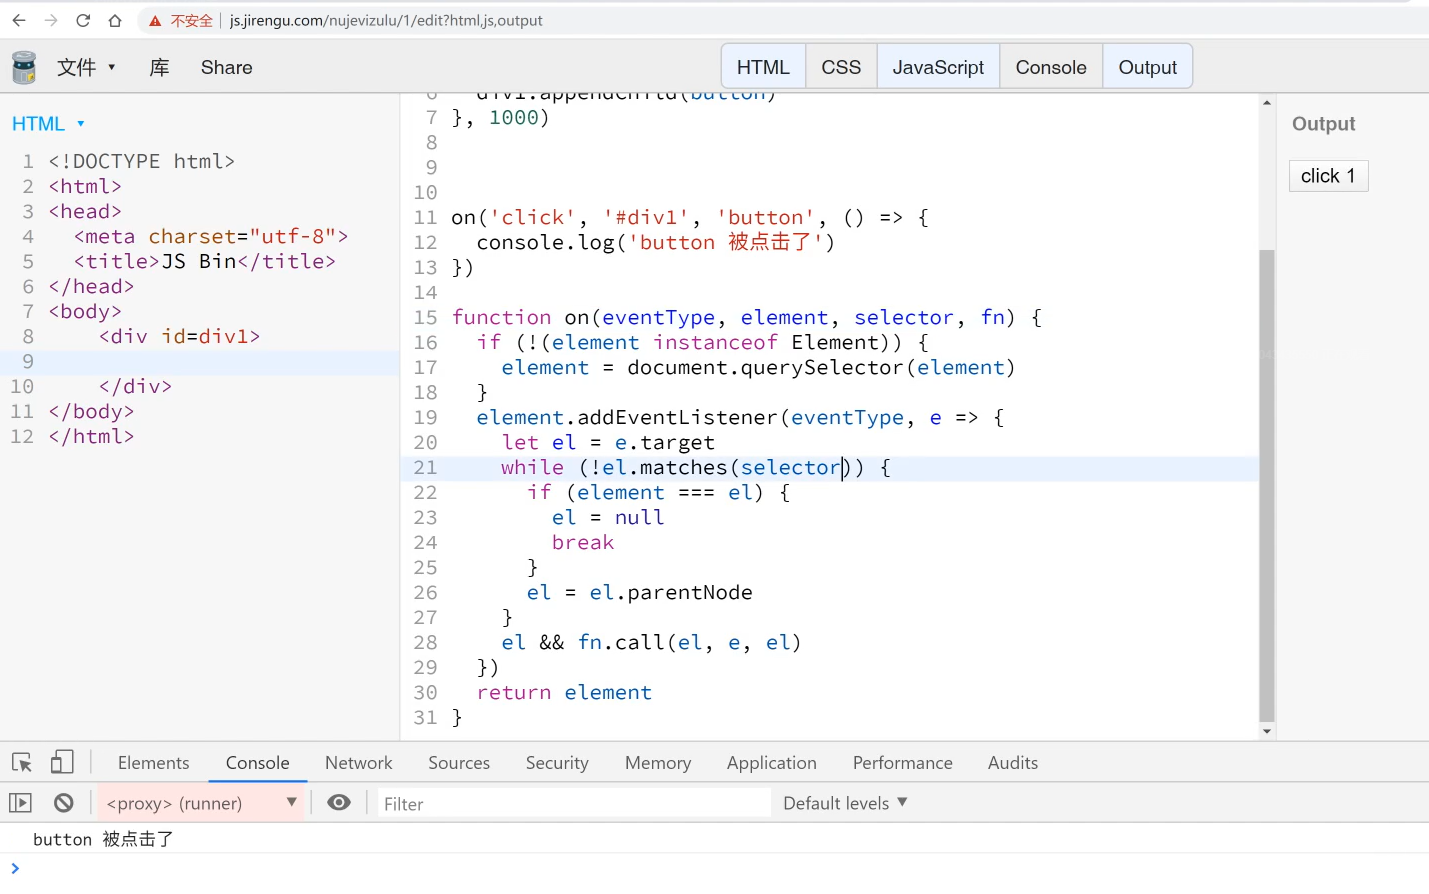 不安全 js.jirengu.com/nujevizulu/1/edit?html,js,output
文件 库 Share HTML CSS JavaScript Console Output
HTML
1 <!DOCTYPE html>
2 <html>
3 <head>
4 <meta charset="utf-8">
5 <title>JS Bin</title>
6 </head>
7 <body>
8 <div id=div1>
9
10 </div>
11 </body>
12 </html>
6 div1.appendChild(button)
7 }, 1000)
8
9
10
11 on('click', '#div1', 'button', () => {
12 console.log('button 被点击了')
13 })
14
15 function on(eventType, element, selector, fn) {
16 if (!(element instanceof Element)) {
17 element = document.querySelector(element)
18 }
19 element.addEventListener(eventType, e => {
20 let el = e.target
21 while (!el.matches(selector)) {
22 if (element === el) {
23 el = null
24 break
25 }
26 el = el.parentNode
27 }
28 el && fn.call(el, e, el)
29 })
30 return element
31 }
Output
click 1
Elements Console Network Sources Security Memory Application Performance Audits
<proxy> (runner) Filter Default levels
button 被点击了